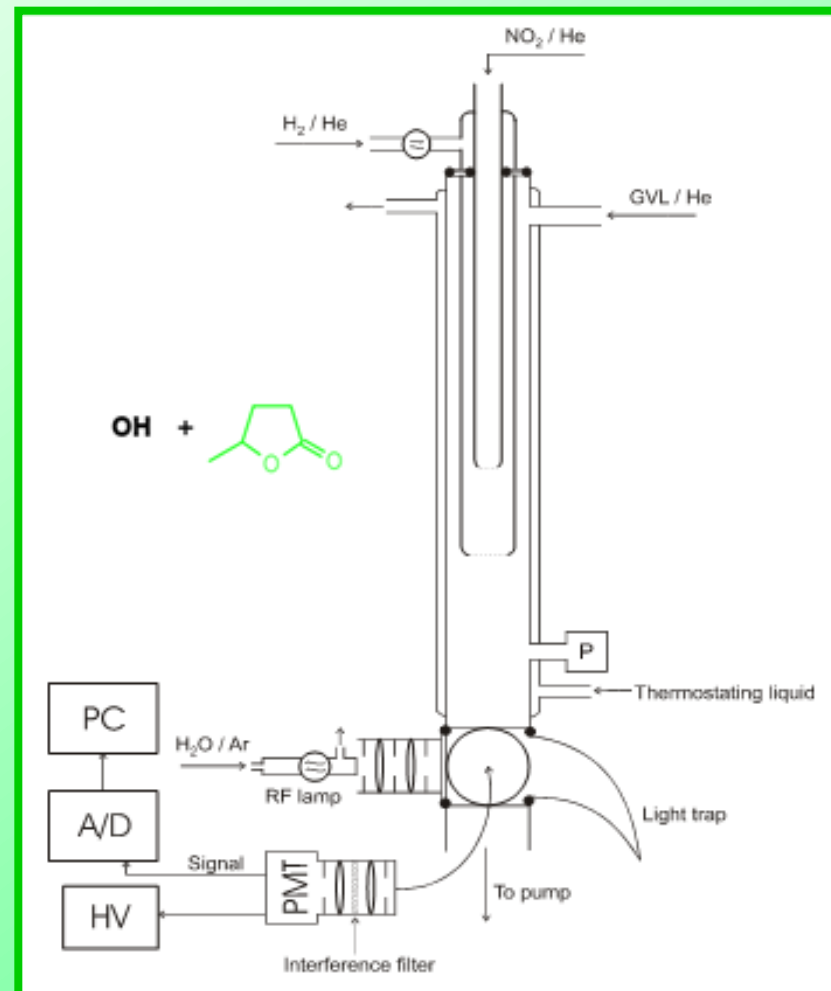 NO₂ / He
H₂ / He
GVL / He
OH +
O
O
P
Thermostating liquid
PC
H₂O / Ar
RF lamp
A/D
Light trap
Signal
PMT
HV
To pump
Interference filter